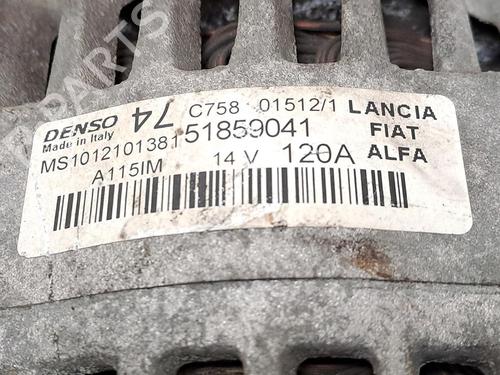 DENSO 74 C758 01512/1 LANCIA
Made in Italy
MS1012101381 51859041 FIAT
A115IM 14 V 120A ALFA